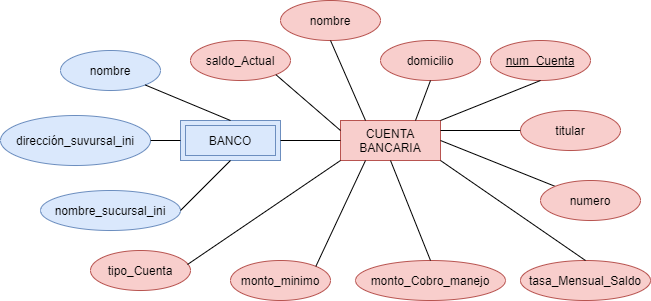 nombre
saldo_Actual
domicilio
num_Cuenta
nombre
dirección_suvursal_ini
BANCO
CUENTA
BANCARIA
titular
numero
nombre_sucursal_ini
tipo_Cuenta
monto_minimo
monto_Cobro_manejo
tasa_Mensual_Saldo